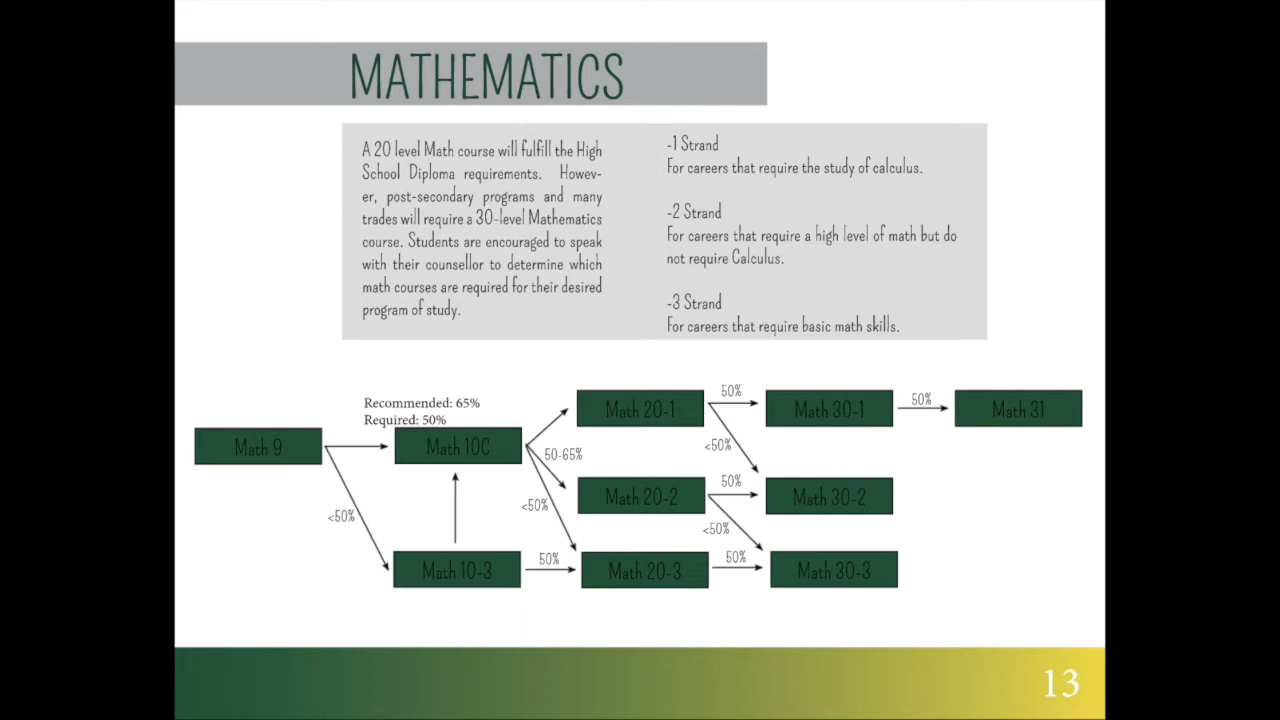 MATHEMATICS
A 20 level Math course will fulfill the High
School Diploma requirements. Howev-
er, post-secondary programs and many
trades will require a 30-level Mathematics
course. Students are encouraged to speak
with their counsellor to determine which
math courses are required for their desired
program of study.
-1 Strand
For careers that require the study of calculus.
-2 Strand
For careers that require a high level of math but do
not require Calculus.
-3 Strand
For careers that require basic math skills.
Recommended: 65%
Required: 50%
Math 9
<50%
Math 10C
Math 10-3
50-65%
<50%
50%
Math 20-1
Math 20-2
Math 20-3
50%
<50%
50%
<50%
50%
Math 30-1
Math 30-2
Math 30-3
50%
Math 31
13